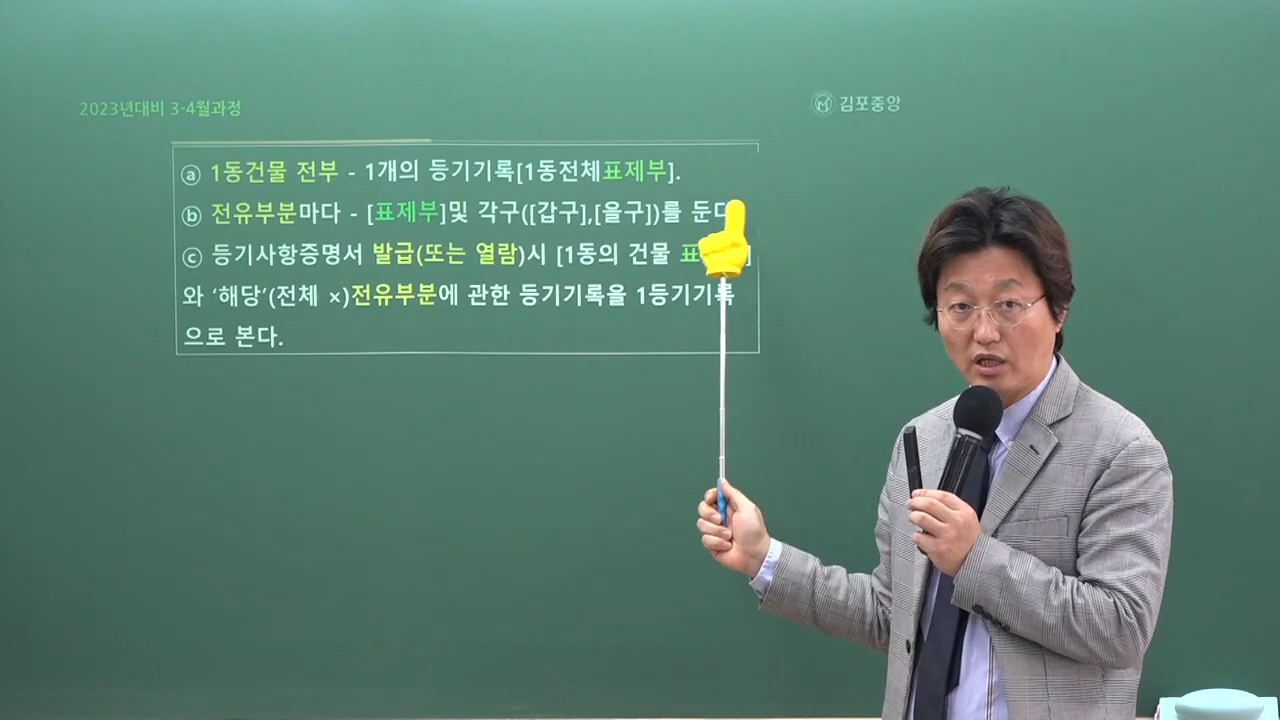 2023년대비 3-4월과정
김포중앙
ⓐ 1동건물 전부 - 1개의 등기기록[1동전체표제부].
ⓑ 전유부분마다 - [표제부]및 각구([갑구],[을구])를 둔다
ⓒ 등기사항증명서 발급(또는 열람)시 [1동의 건물 표]
와 ‘해당’(전체 ×)전유부분에 관한 등기기록을 1등기기록
으로 본다.